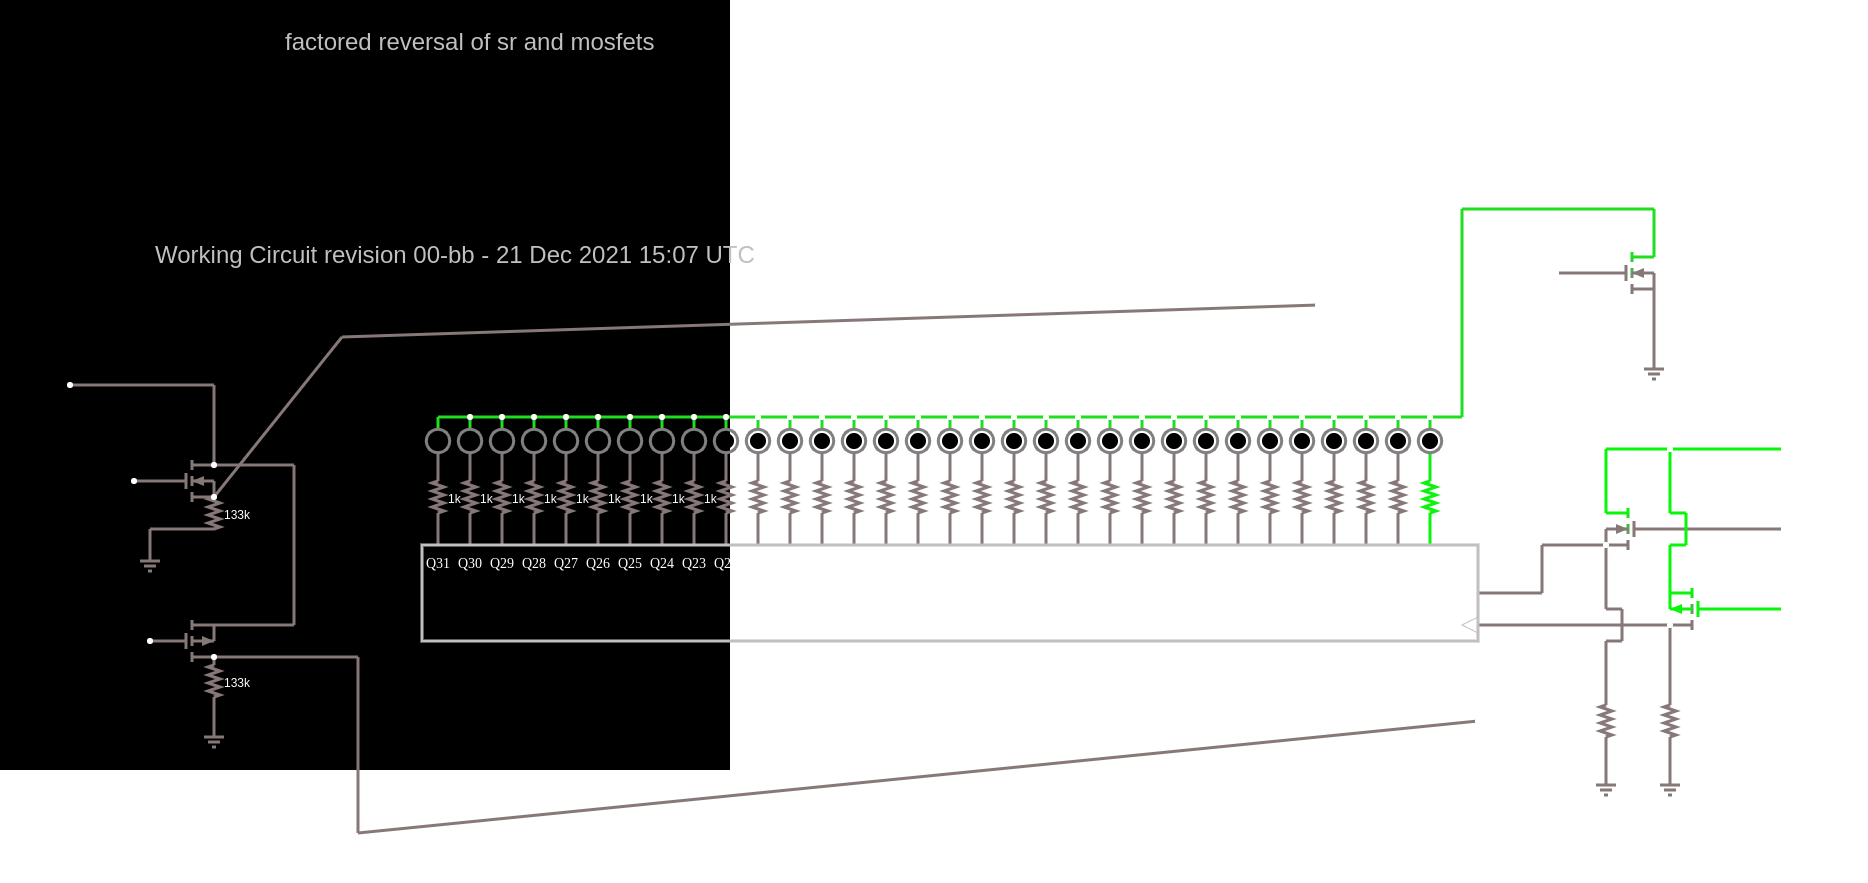 factored reversal of sr and mosfets
Working Circuit revision 00-bb - 21 Dec 2021 15:07 UTC
1k 1k 1k 1k 1k 1k 1k 1k 1k
133k
Q31 Q30 Q29 Q28 Q27 Q26 Q25 Q24 Q23
133k